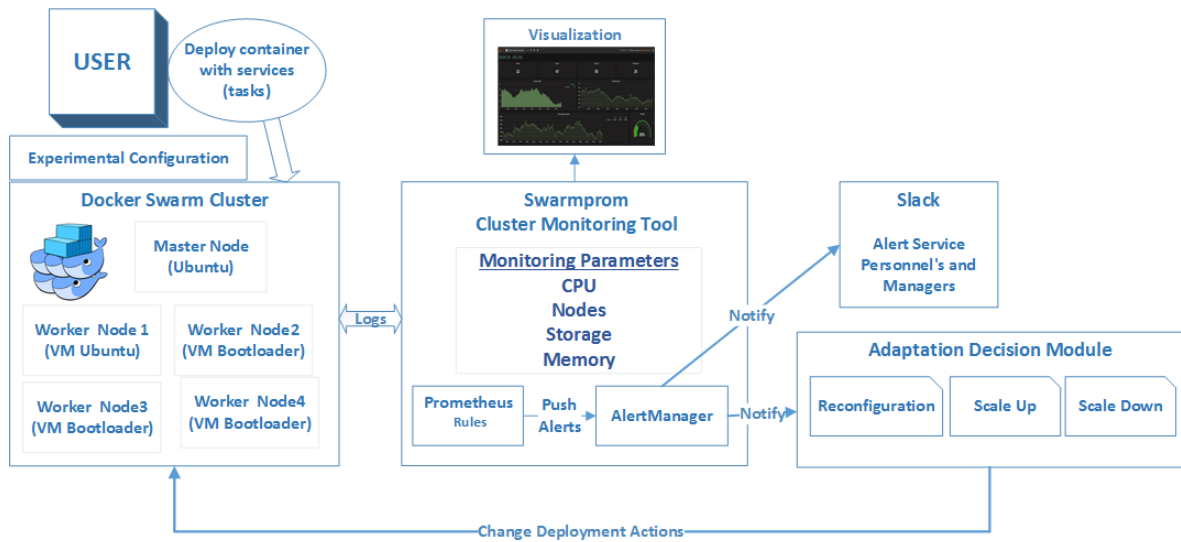 USER
Deploy container
with services
(tasks)
Visualization
Experimental Configuration
Docker Swarm Cluster
Master Node
(Ubuntu)
Worker Node 1
(VM Ubuntu)
Worker Node2
(VM Bootloader)
Worker Node3
(VM Bootloader)
Worker Node4
(VM Bootloader)
Logs
Swarmprom
Cluster Monitoring Tool
Monitoring Parameters
CPU
Nodes
Storage
Memory
Prometheus
Rules
Push
Alerts
AlertManager
Notify
Notify
Slack
Alert Service
Personnel's and
Managers
Adaptation Decision Module
Reconfiguration
Scale Up
Scale Down
Change Deployment Actions